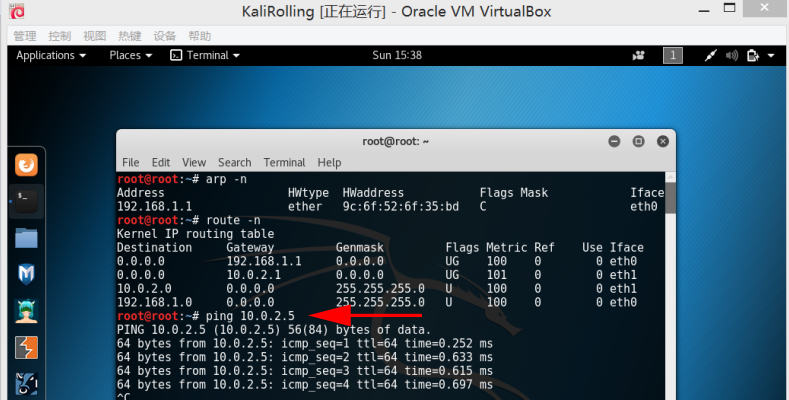 KaliRolling [正在运行] - Oracle VM VirtualBox
管理 控制 视图 热键 设备 帮助
Applications Places Terminal Sun 15:38 1
root@root: ~
File Edit View Search Terminal Help
root@root:~# arp -n
Address HWtype HWaddress Flags Mask Iface
192.168.1.1 ether 9c:6f:52:6f:35:bd C eth0
root@root:~# route -n
Kernel IP routing table
Destination Gateway Genmask Flags Metric Ref Use Iface
0.0.0.0 192.168.1.1 0.0.0.0 UG 100 0 0 eth0
0.0.0.0 10.0.2.1 0.0.0.0 UG 101 0 0 eth1
10.0.2.0 0.0.0.0 255.255.255.0 U 100 0 0 eth1
192.168.1.0 0.0.0.0 255.255.255.0 U 100 0 0 eth0
root@root:~# ping 10.0.2.5
PING 10.0.2.5 (10.0.2.5) 56(84) bytes of data.
64 bytes from 10.0.2.5: icmp_seq=1 ttl=64 time=0.252 ms
64 bytes from 10.0.2.5: icmp_seq=2 ttl=64 time=0.633 ms
64 bytes from 10.0.2.5: icmp_seq=3 ttl=64 time=0.615 ms
64 bytes from 10.0.2.5: icmp_seq=4 ttl=64 time=0.697 ms
^C